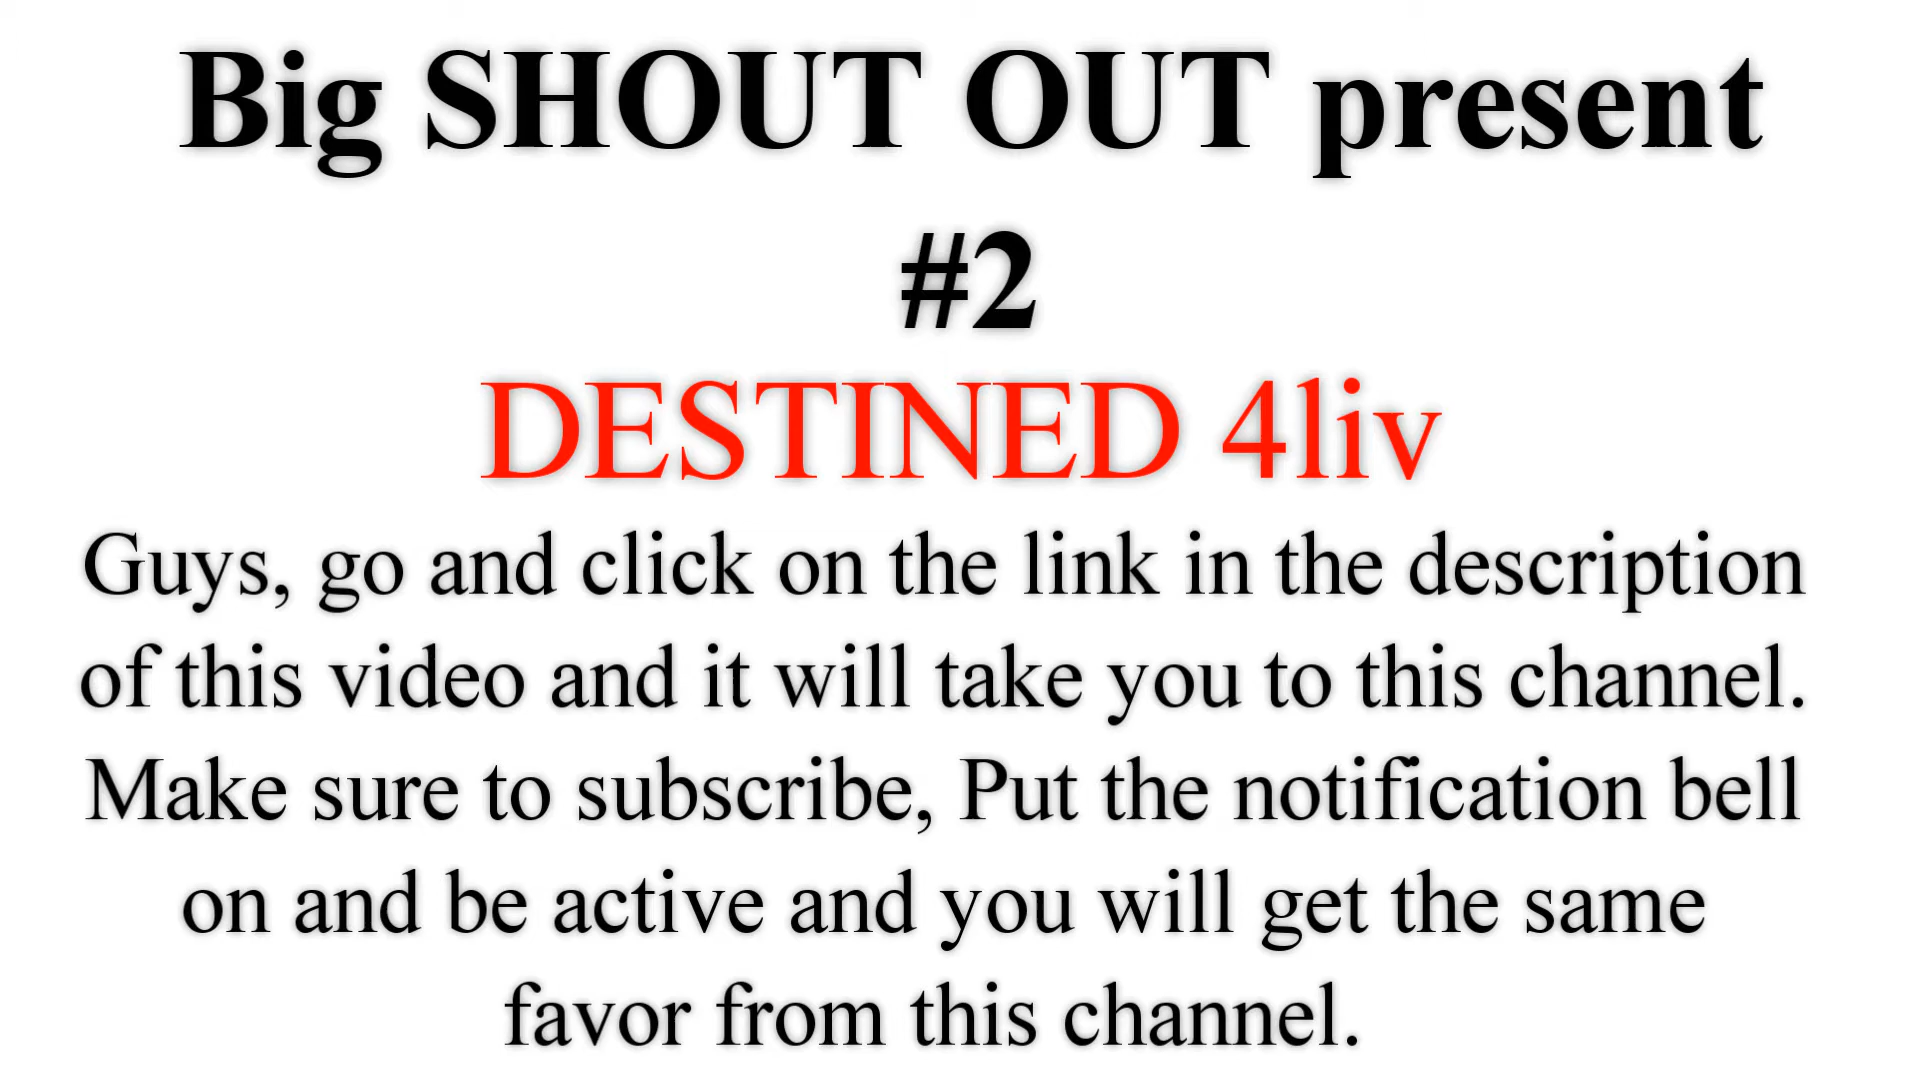 Big SHOUT OUT present
#2
DESTINED 4liv
Guys, go and click on the link in the description
of this video and it will take you to this channel.
Make sure to subscribe, Put the notification bell
on and be active and you will get the same
favor from this channel.